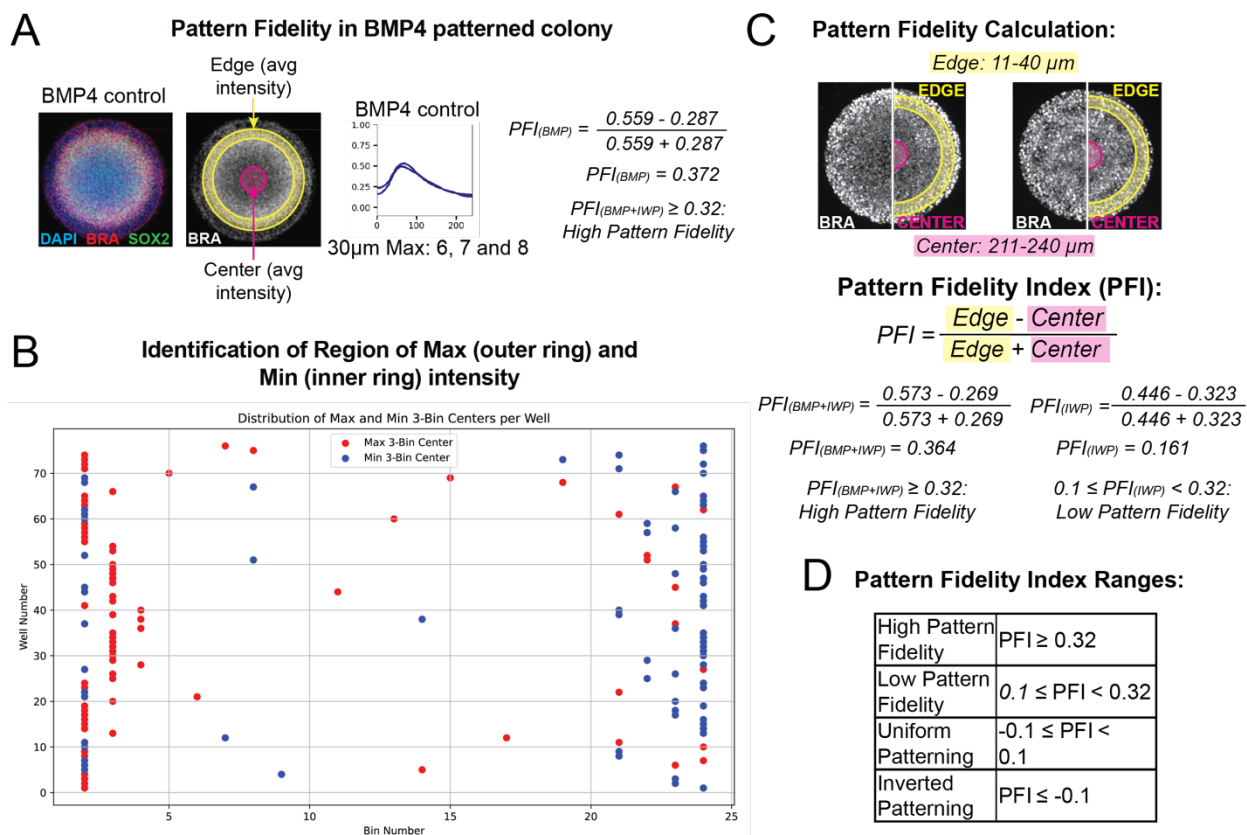 A
Pattern Fidelity in BMP4 patterned colony
Edge (avg
intensity)
BMP4 control
DAPI BRA SOX2
BRA
Center (avg
intensity)
BMP4 control
1.00
0.75
0.50
0.25
0.00
0 100 200
30µm Max: 6, 7 and 8
PFI(BMP) = 0.559 - 0.287
0.559 + 0.287
PFI(BMP) = 0.372
PFI(BMP+IWP) ≥ 0.32:
High Pattern Fidelity
B
Identification of Region of Max (outer ring) and
Min (inner ring) intensity
Distribution of Max and Min 3-Bin Centers per Well
Max 3-Bin Center
Min 3-Bin Center
Well Number
70
60
50
40
30
20
10
0
5 10 15 20 25
Bin Number
C
Pattern Fidelity Calculation:
Edge: 11-40 µm
EDGE
BRA
CENTER
EDGE
BRA
CENTER
Center: 211-240 µm
Pattern Fidelity Index (PFI):
PFI = Edge - Center
Edge + Center
PFI(BMP+IWP) = 0.573 - 0.269
0.573 + 0.269
PFI(BMP+IWP) = 0.364
PFI(BMP+IWP) ≥ 0.32:
High Pattern Fidelity
PFI(IWP) = 0.446 - 0.323
0.446 + 0.323
PFI(IWP) = 0.161
0.1 ≤ PFI(IWP) < 0.32:
Low Pattern Fidelity
D
Pattern Fidelity Index Ranges:
High Pattern
Fidelity
PFI ≥ 0.32
Low Pattern
Fidelity
0.1 ≤ PFI < 0.32
Uniform
Patterning
-0.1 ≤ PFI <
0.1
Inverted
Patterning
PFI ≤ -0.1